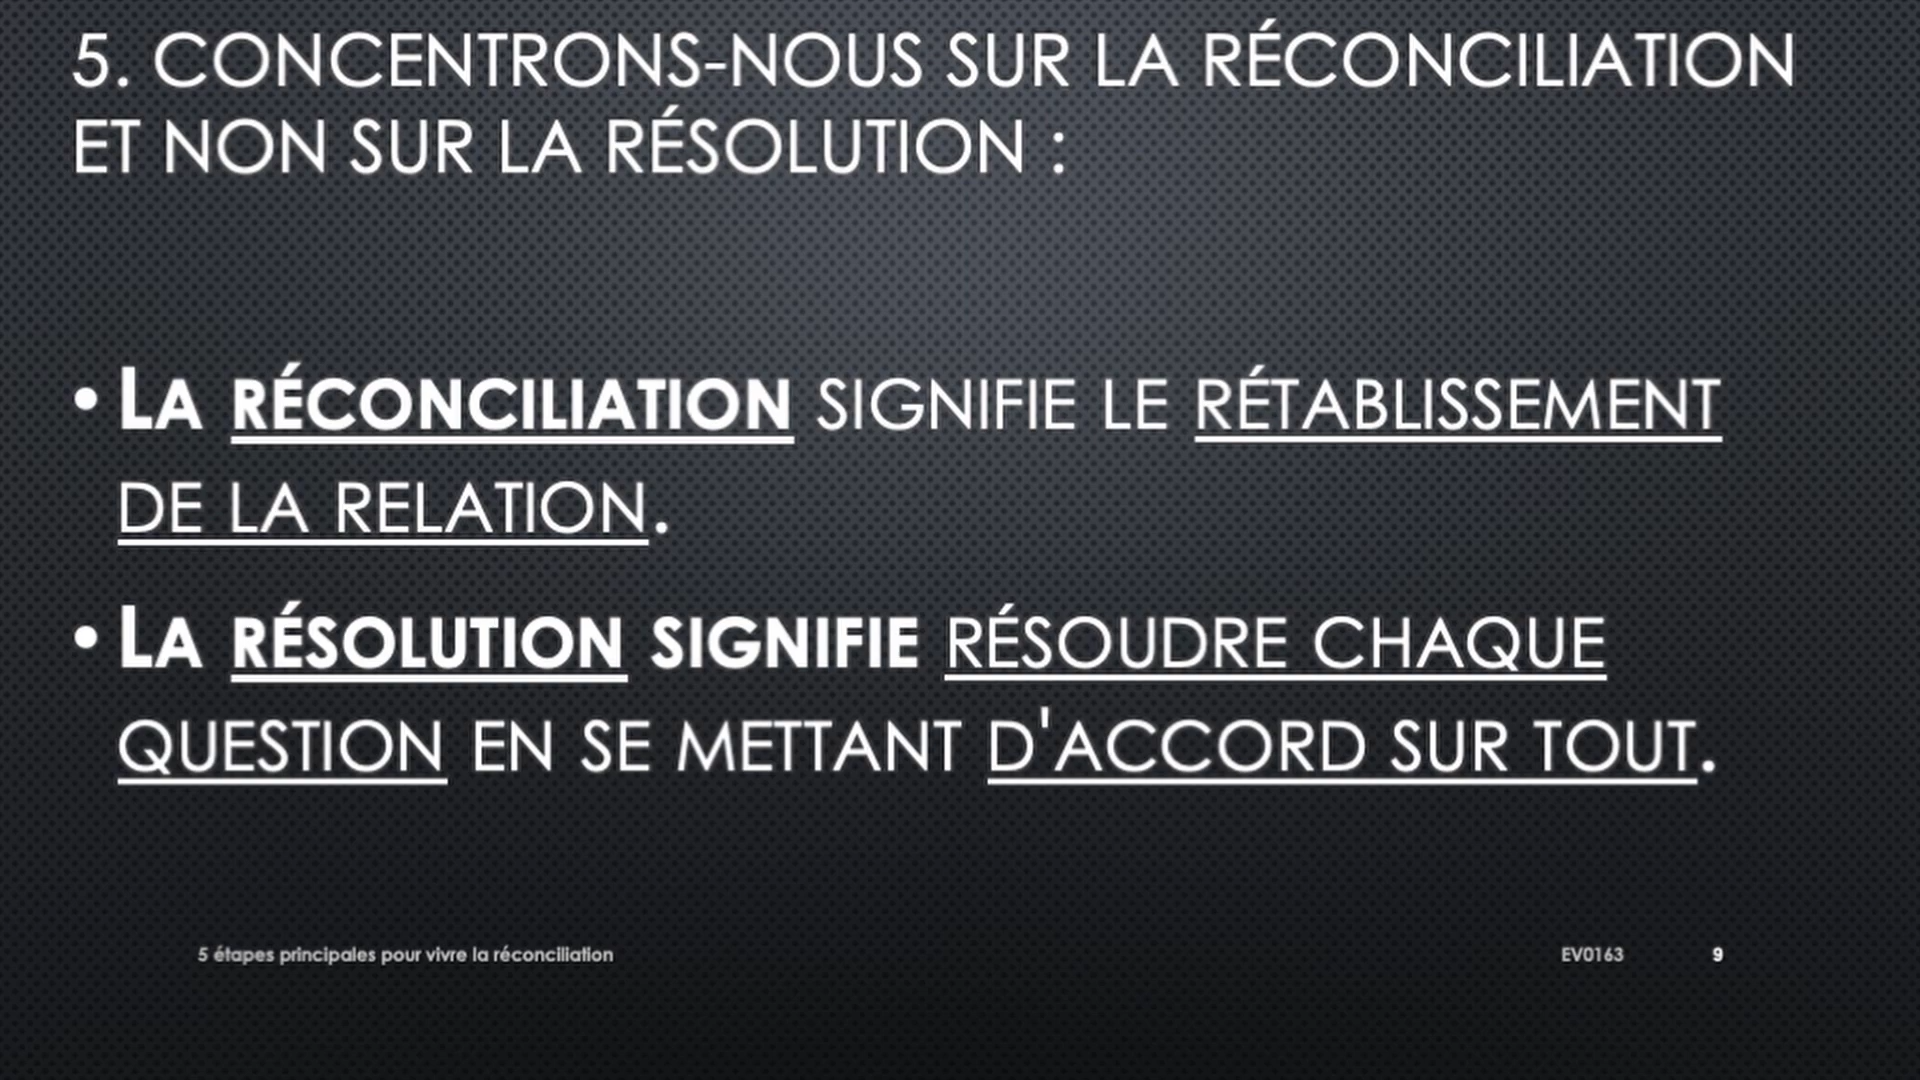 5. CONCENTRONS-NOUS SUR LA RÉCONCILIATION
ET NON SUR LA RÉSOLUTION :
• LA RÉCONCILIATION SIGNIFIE LE RÉTABLISSEMENT
DE LA RELATION.
• LA RÉSOLUTION SIGNIFIE RÉSOUDRE CHAQUE
QUESTION EN SE METTANT D'ACCORD SUR TOUT.
5 étapes principales pour vivre la réconciliation EV0163 9